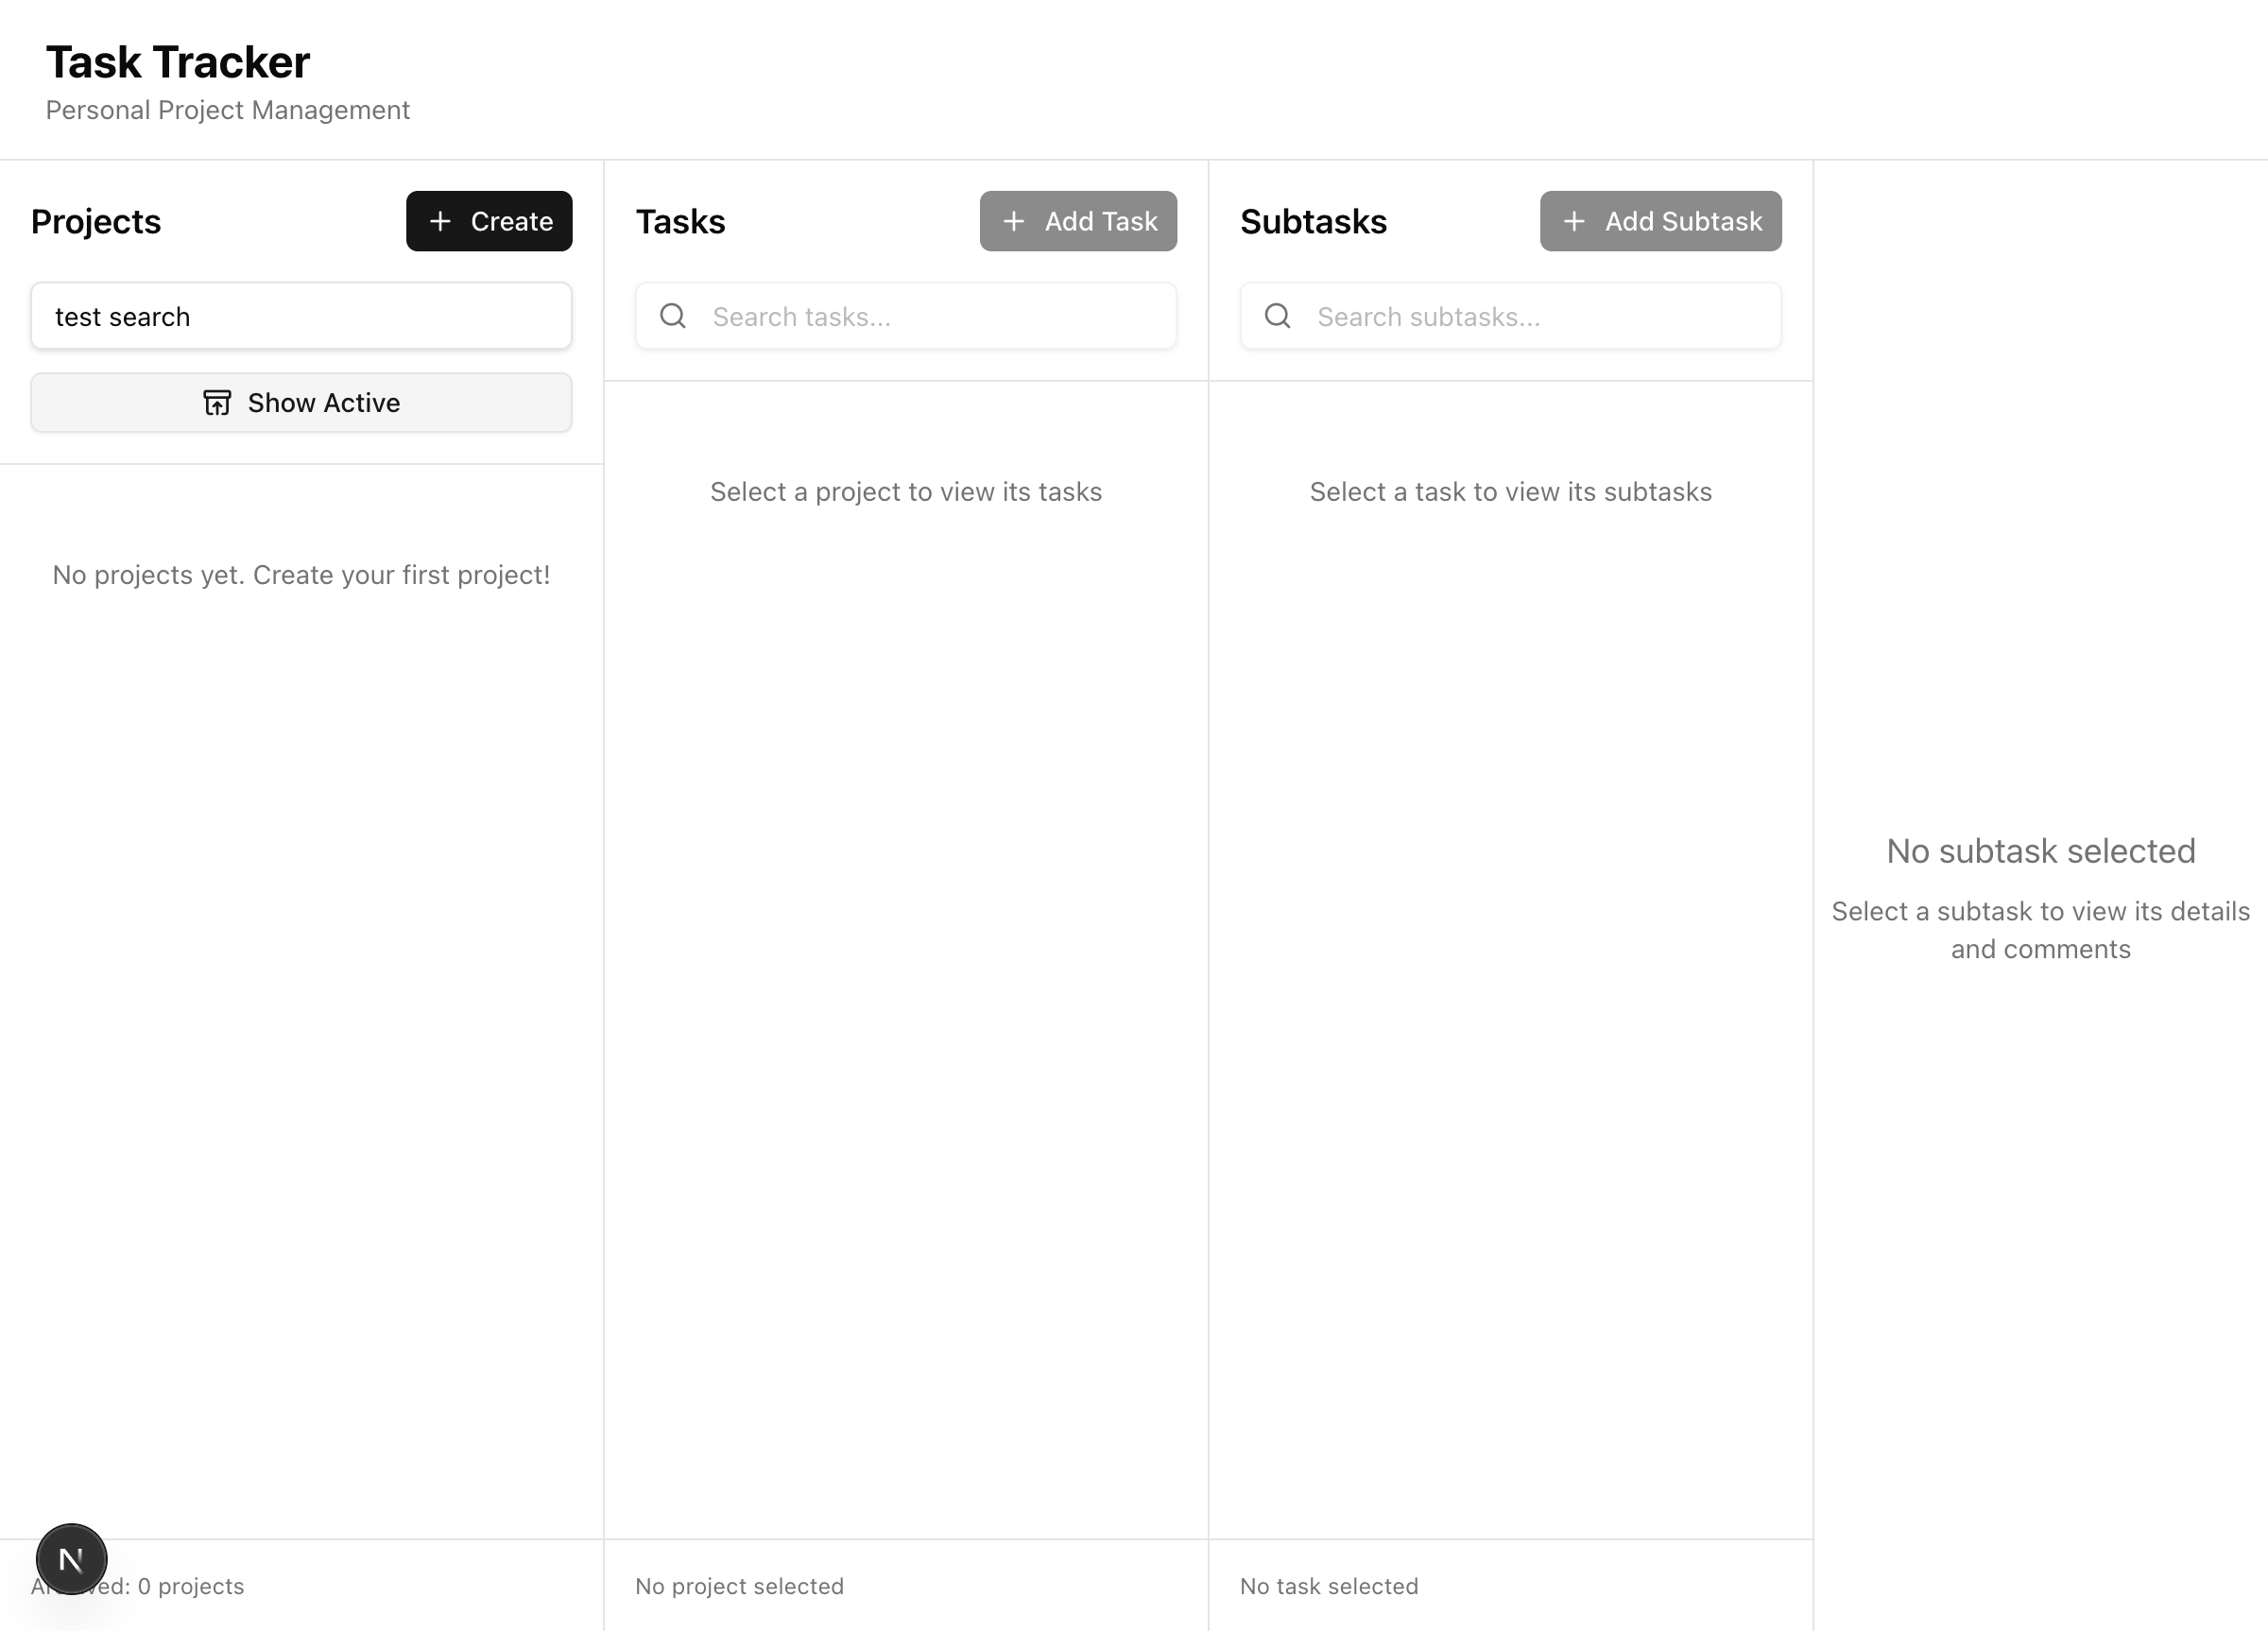 Task Tracker
Personal Project Management
Projects
Create
test search
Show Active
No projects yet. Create your first project!
Tasks
Add Task
Search tasks...
Select a project to view its tasks
Subtasks
Add Subtask
Search subtasks...
Select a task to view its subtasks
No subtask selected
Select a subtask to view its details
and comments
N
0 projects
No project selected
No task selected